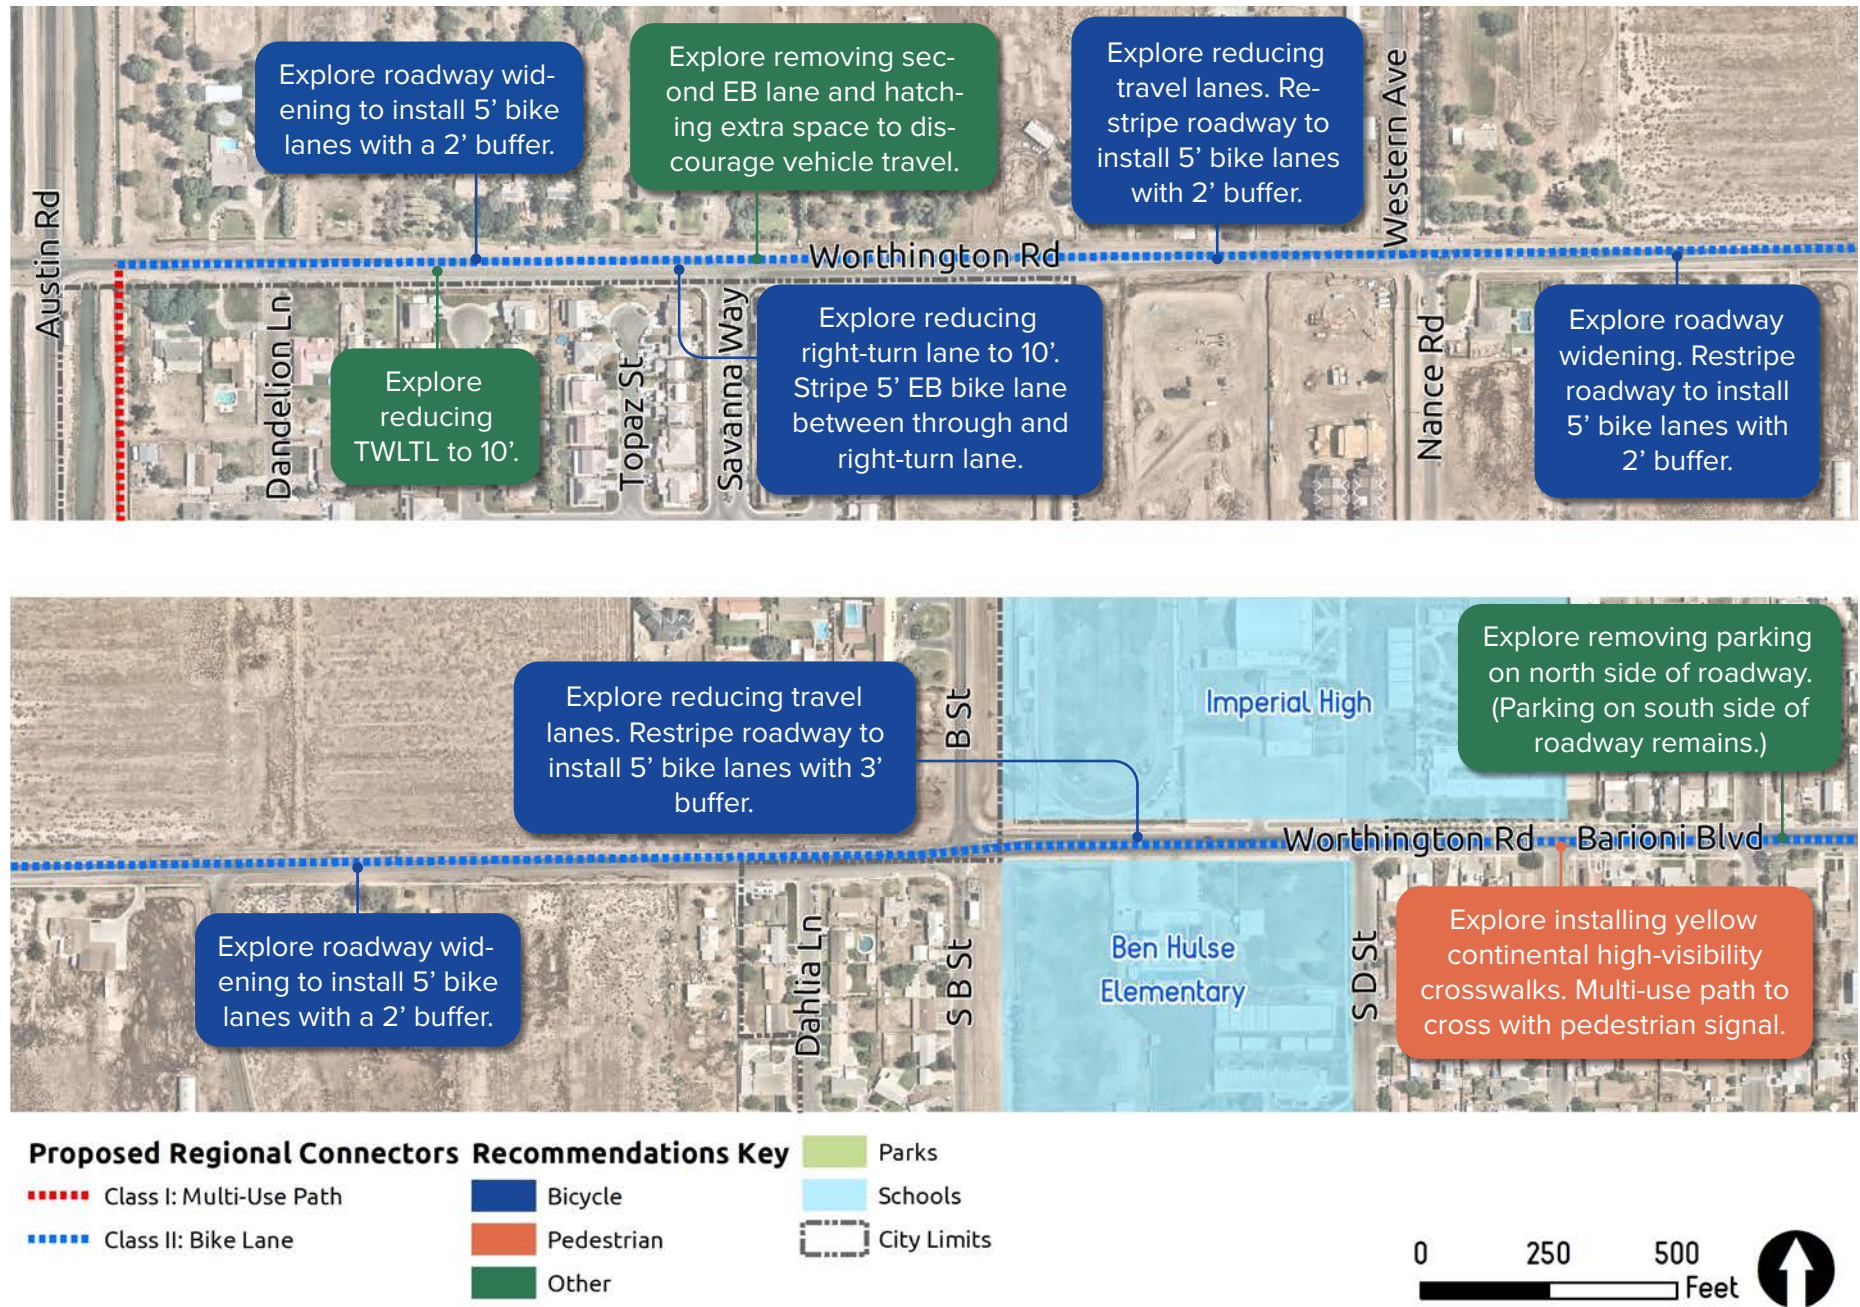 Explore roadway wid-
ening to install 5’ bike
lanes with a 2’ buffer.
Explore removing sec-
ond EB lane and hatch-
ing extra space to dis-
courage vehicle travel.
Explore reducing
travel lanes. Re-
stripe roadway to
install 5’ bike lanes
with 2’ buffer.
Western Ave
Austin Rd
Worthington Rd
Dandelion Ln
Explore
reducing
TWLTL to 10’.
Topaz St
Savanna Way
Explore reducing
right-turn lane to 10’.
Stripe 5’ EB bike lane
between through and
right-turn lane.
Nance Rd
Explore roadway
widening. Restripe
roadway to install
5’ bike lanes with
2’ buffer.
Explore reducing travel
lanes. Restripe roadway to
install 5’ bike lanes with 3’
buffer.
B St
Imperial High
Explore removing parking
on north side of roadway.
(Parking on south side of
roadway remains.)
Worthington Rd
Barioni Blvd
Explore roadway wid-
ening to install 5’ bike
lanes with a 2’ buffer.
Dahlia Ln
S B St
Ben Hulse
Elementary
S D St
Explore installing yellow
continental high-visibility
crosswalks. Multi-use path to
cross with pedestrian signal.
Proposed Regional Connectors
Class I: Multi-Use Path
Class II: Bike Lane
Recommendations Key
Bicycle
Pedestrian
Other
Parks
Schools
City Limits
0 250 500
Feet